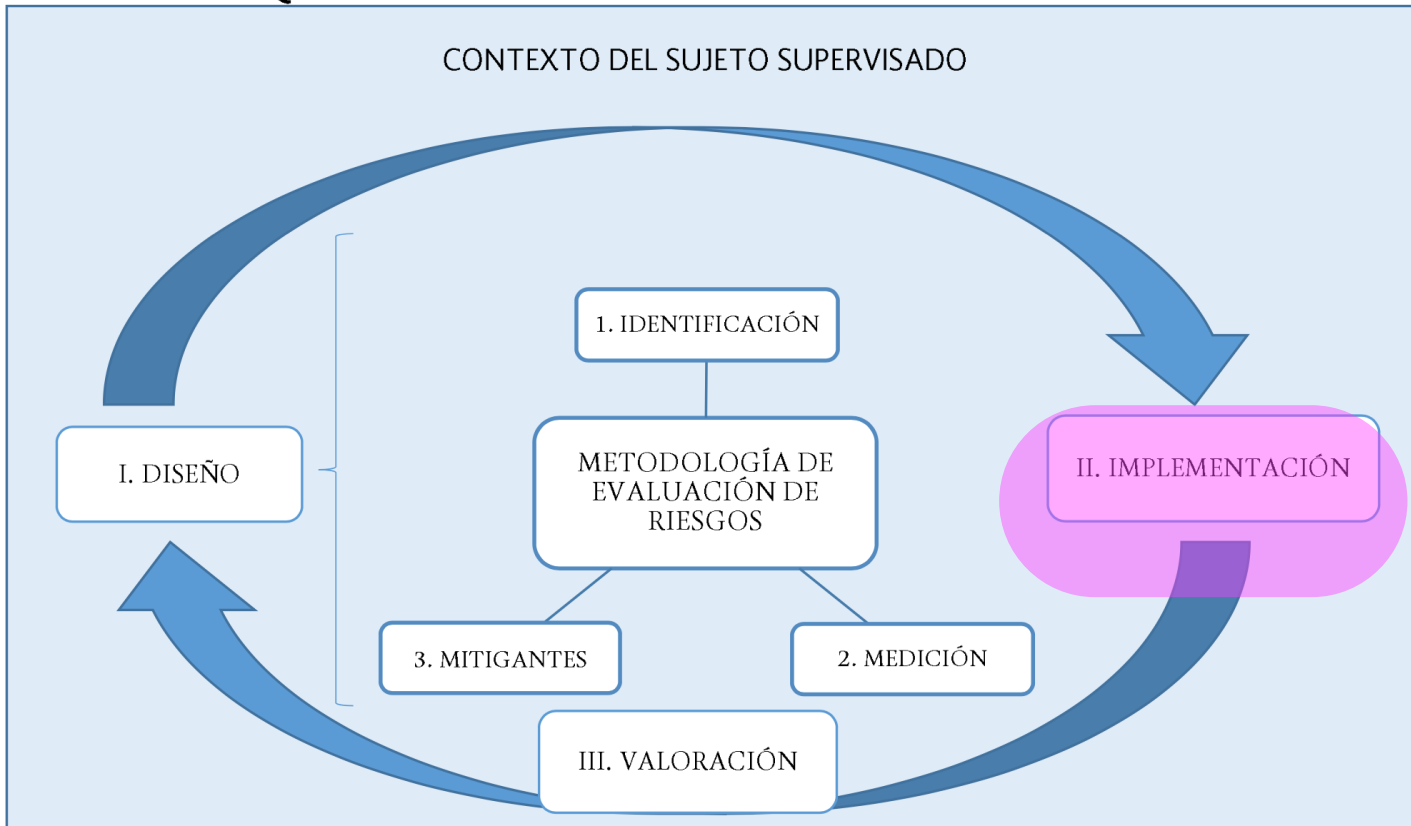 CONTEXTO DEL SUJETO SUPERVISADO
1. IDENTIFICACIÓN
I. DISEÑO
METODOLOGÍA DE
EVALUACIÓN DE
RIESGOS
II. IMPLEMENTACIÓN
3. MITIGANTES
2. MEDICIÓN
III. VALORACIÓN